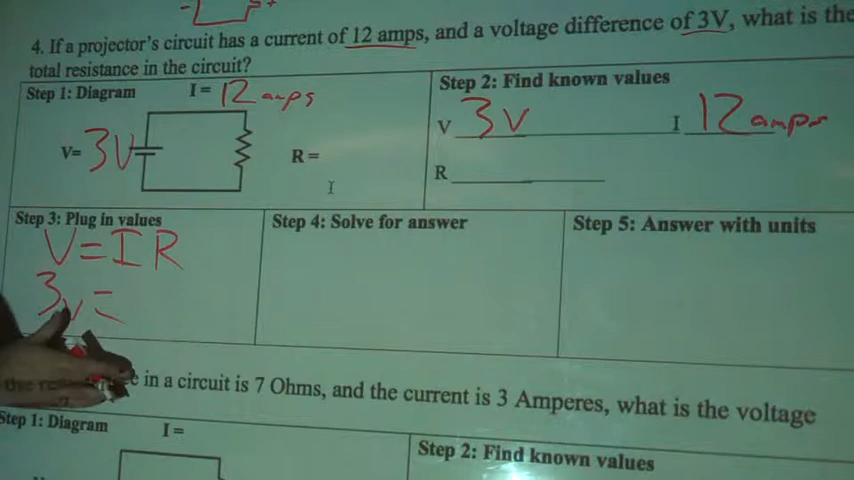 4. If a projector's circuit has a current of 12 amps, and a voltage difference of 3V, what is the
total resistance in the circuit?
Step 1: Diagram
I = 12 amps
V= 3V
R =
Step 2: Find known values
V 3V I 12 amps
R
Step 3: Plug in values
V = IR
3V =
Step 4: Solve for answer
Step 5: Answer with units
in a circuit is 7 Ohms, and the current is 3 Amperes, what is the voltage
Step 1: Diagram
I =
Step 2: Find known values